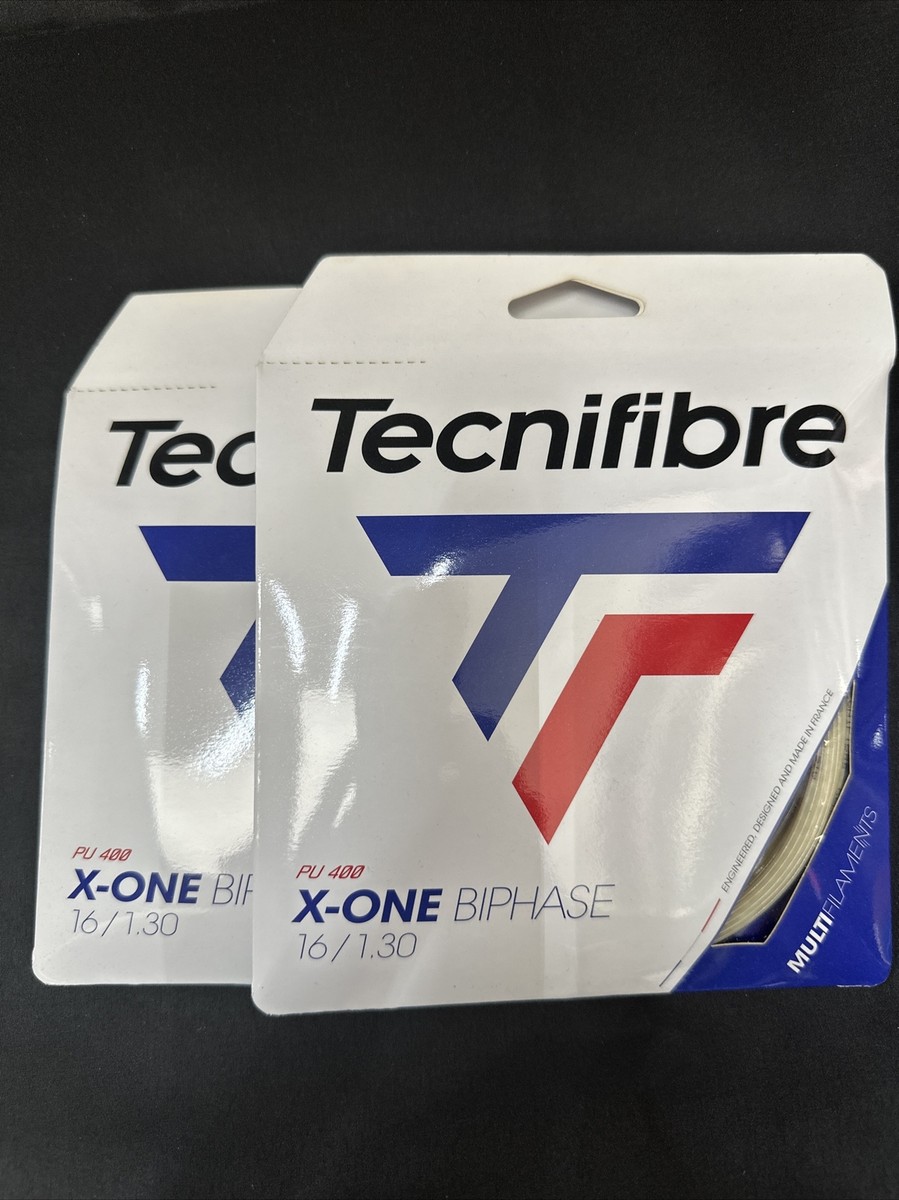 Tec
PU 400
X-ONE BIP
16/1.30
Tecnifibre
PU 400
X-ONE BIPHASE
16/1.30
ENGINEERED, DESIGNED AND MADE IN FRANCE
MULTIFILAMENTS